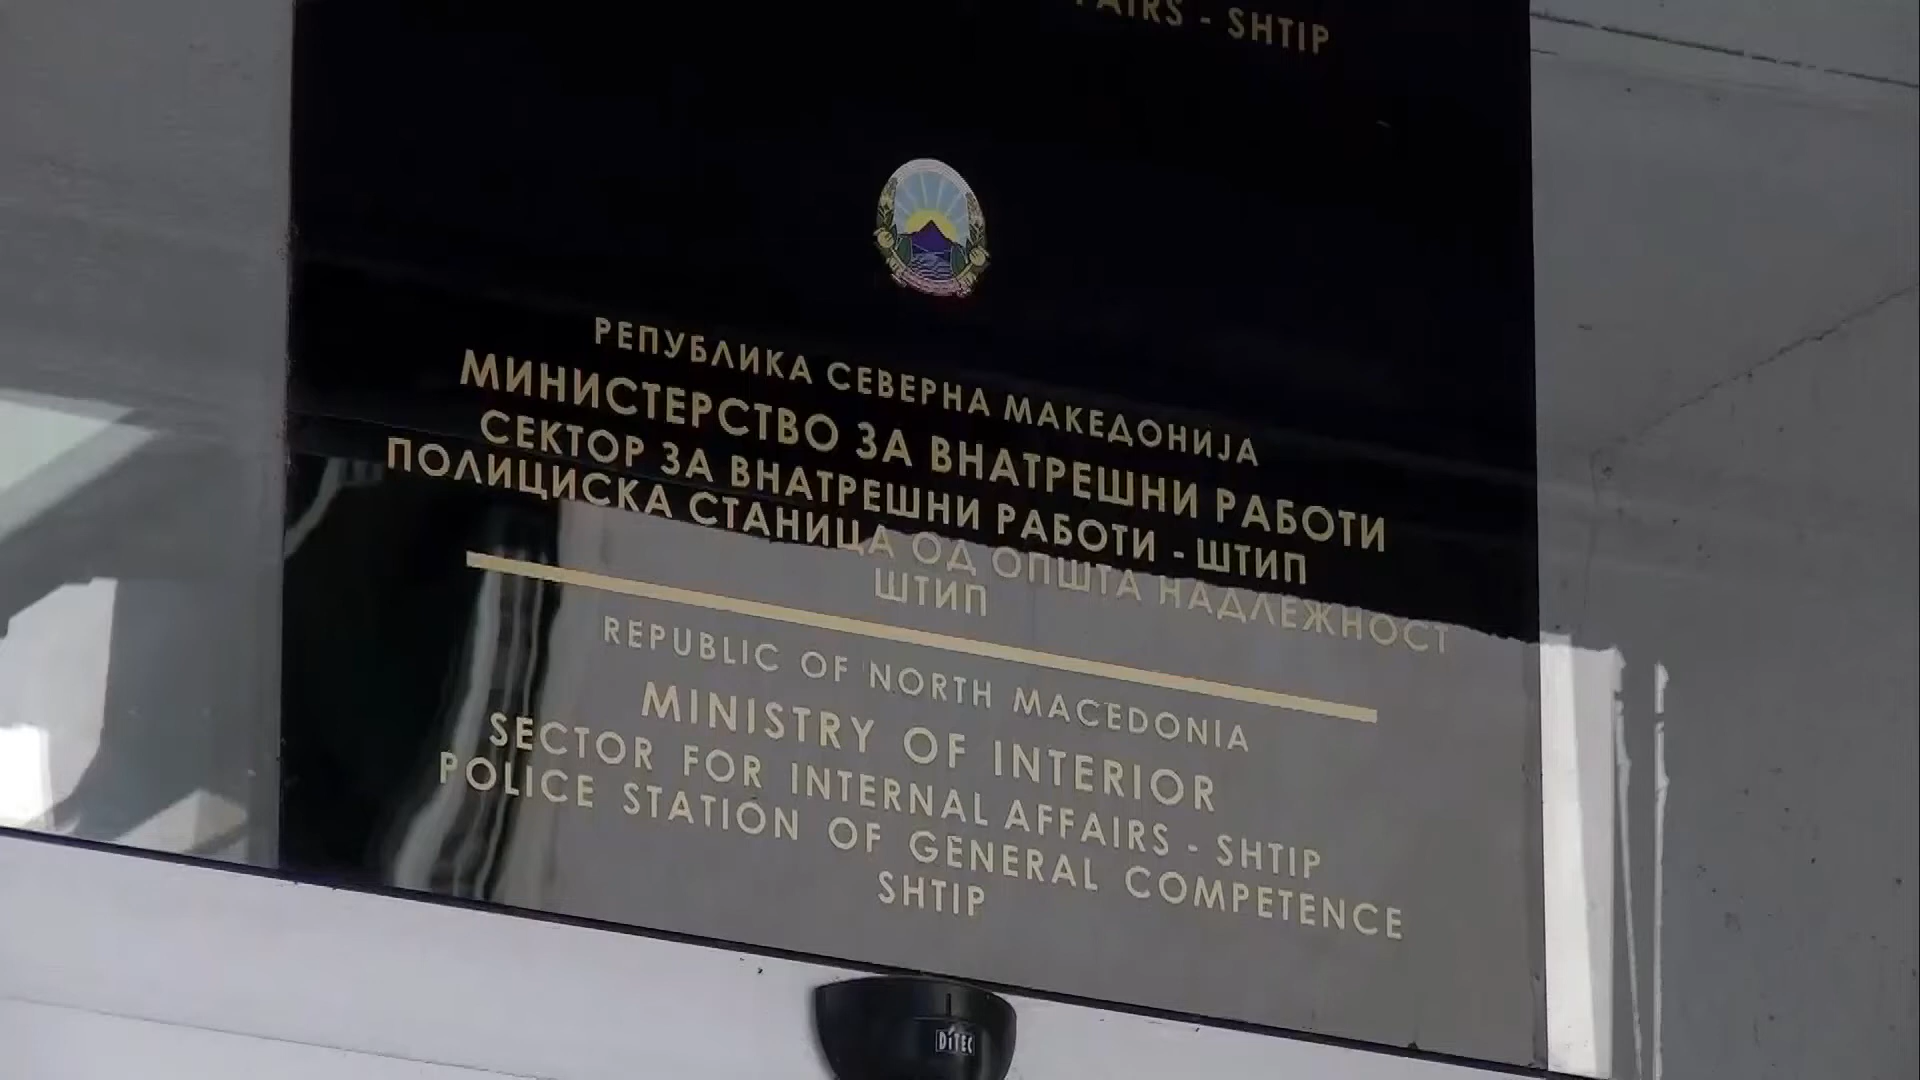 AFFAIRS - SHTIP
РЕПУБЛИКА СЕВЕРНА МАКЕДОНИЈА
МИНИСТЕРСТВО ЗА ВНАТРЕШНИ РАБОТИ
СЕКТОР ЗА ВНАТРЕШНИ РАБОТИ - ШТИП
ПОЛИЦИСКА СТАНИЦА ОД ОПШТА НАДЛЕЖНОСТ
ШТИП
REPUBLIC OF NORTH MACEDONIA
MINISTRY OF INTERIOR
SECTOR FOR INTERNAL AFFAIRS - SHTIP
POLICE STATION OF GENERAL COMPETENCE
SHTIP
DITEC